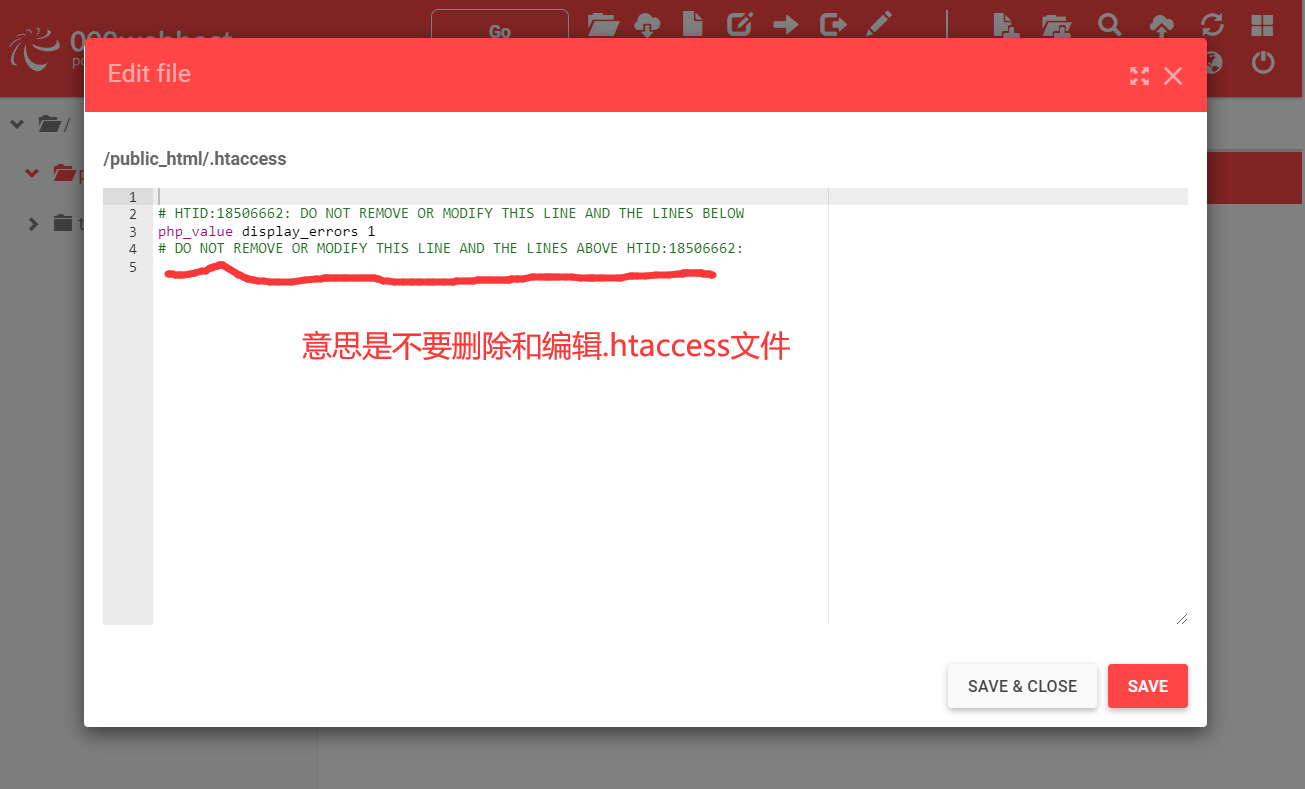 Go
Edit file
/public_html/.htaccess
1
2 # HTID:18506662: DO NOT REMOVE OR MODIFY THIS LINE AND THE LINES BELOW
3 php_value display_errors 1
4 # DO NOT REMOVE OR MODIFY THIS LINE AND THE LINES ABOVE HTID:18506662:
5
意思是不要删除和编辑.htaccess文件
SAVE & CLOSE
SAVE
/